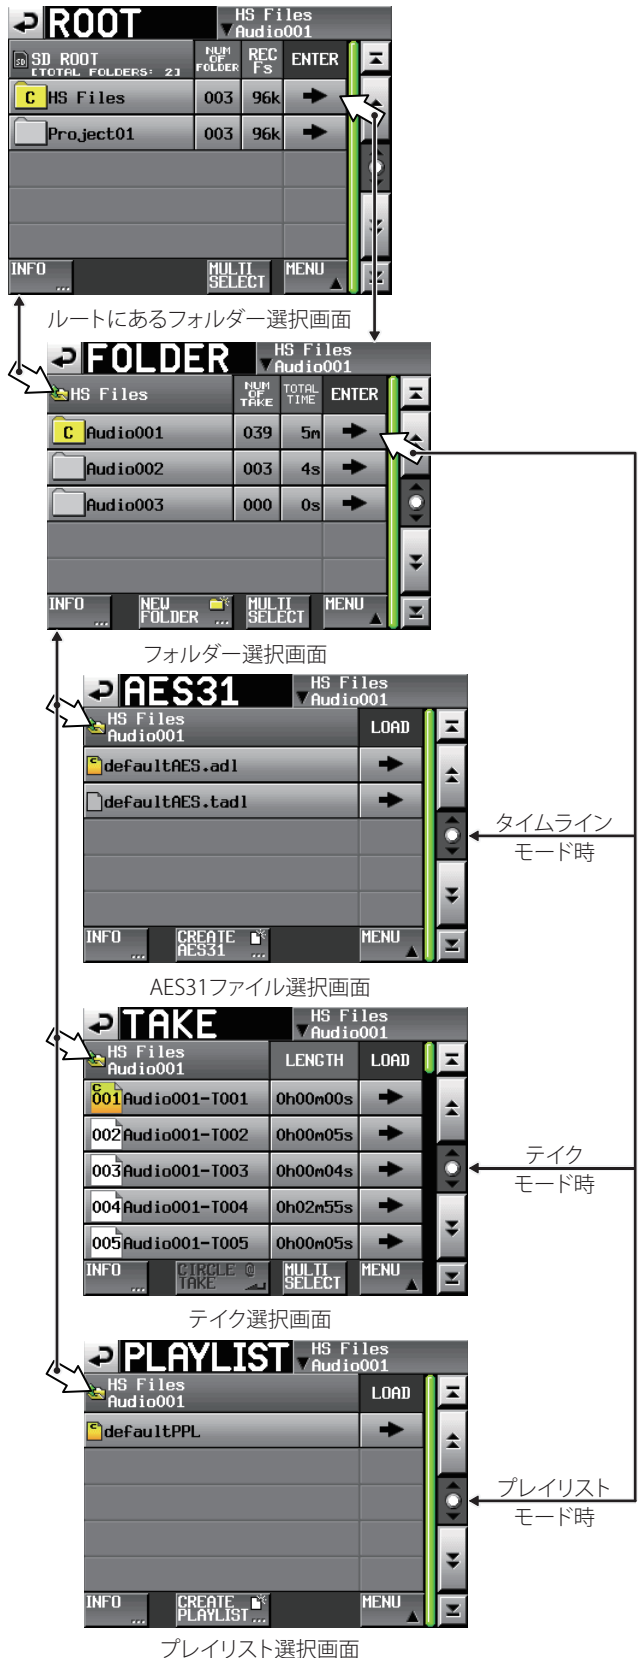 ROOT
HS Files
▼Audio001
SD ROOT
[TOTAL FOLDERS: 2]
NUM OF FOLDER
REC Fs
ENTER
C HS Files 003 96k
Project01 003 96k
INFO ...
MULTI SELECT
MENU ▲
ルートにあるフォルダー選択画面
FOLDER
HS Files
▼Audio001
HS Files
NUM OF TAKE
TOTAL TIME
ENTER
C Audio001 039 5m
Audio002 003 4s
Audio003 000 0s
INFO ...
NEW FOLDER ...
MULTI SELECT
MENU ▲
フォルダー選択画面
AES31
HS Files
▼Audio001
HS Files
Audio001
LOAD
C defaultAES.adl
defaultAES.tadl
INFO ...
CREATE AES31 ...
MENU ▲
タイムライン
モード時
AES31ファイル選択画面
TAKE
HS Files
▼Audio001
HS Files
Audio001
LENGTH
LOAD
C 001 Audio001-T001 0h00m00s
002 Audio001-T002 0h00m05s
003 Audio001-T003 0h00m04s
004 Audio001-T004 0h02m55s
005 Audio001-T005 0h00m05s
INFO ...
CIRCLE @ TAKE
MULTI SELECT
MENU ▲
テイク
モード時
テイク選択画面
PLAYLIST
HS Files
▼Audio001
HS Files
Audio001
LOAD
C defaultPPL
INFO ...
CREATE PLAYLIST ...
MENU ▲
プレイリスト
モード時
プレイリスト選択画面